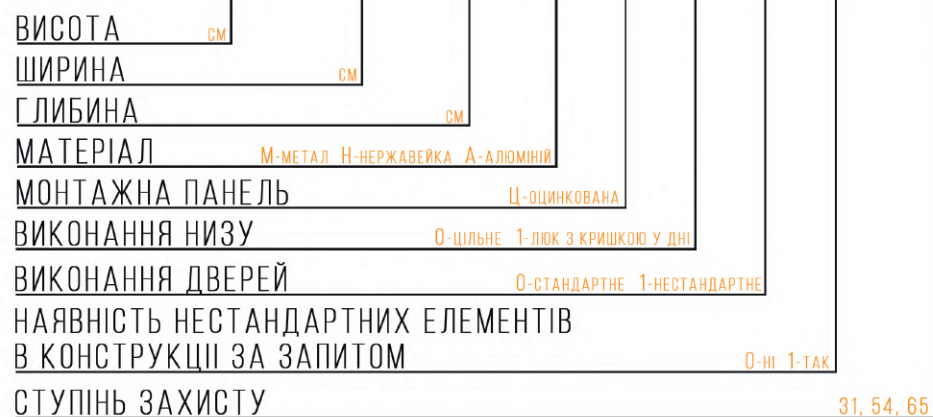 ВИСОТА см
ШИРИНА см
ГЛИБИНА см
МАТЕРІАЛ М-МЕТАЛ Н-НЕРЖАВЕЙКА А-АЛЮМІНІЙ
МОНТАЖНА ПАНЕЛЬ Ц-ОЦИНКОВАНА
ВИКОНАННЯ НИЗУ 0-ЦІЛЬНЕ 1-ЛЮК З КРИШКОЮ У ДНІ
ВИКОНАННЯ ДВЕРЕЙ 0-СТАНДАРТНЕ 1-НЕСТАНДАРТНЕ
НАЯВНІСТЬ НЕСТАНДАРТНИХ ЕЛЕМЕНТІВ
В КОНСТРУКЦІІ ЗА ЗАПИТОМ 0-НІ 1-ТАК
СТУПІНЬ ЗАХИСТУ 31, 54, 65